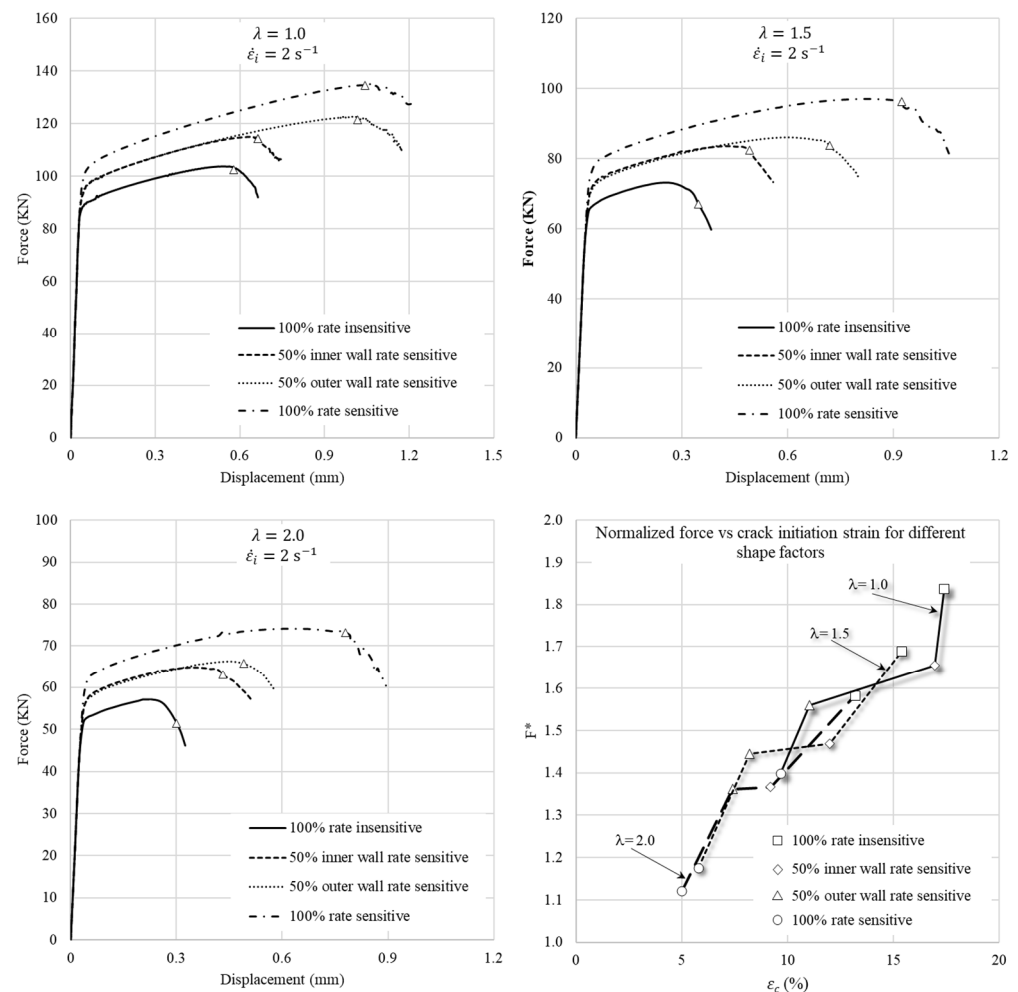 λ = 1.0
ε̇ᵢ = 2 s⁻¹
160
140
120
100
80
60
40
20
0
Force (KN)
100% rate insensitive
50% inner wall rate sensitive
50% outer wall rate sensitive
100% rate sensitive
0 0.3 0.6 0.9 1.2 1.5
Displacement (mm)
λ = 1.5
ε̇ᵢ = 2 s⁻¹
120
100
80
60
40
20
0
Force (KN)
100% rate insensitive
50% inner wall rate sensitive
50% outer wall rate sensitive
100% rate sensitive
0 0.3 0.6 0.9 1.2
Displacement (mm)
λ = 2.0
ε̇ᵢ = 2 s⁻¹
100
90
80
70
60
50
40
30
20
10
0
Force (KN)
100% rate insensitive
50% inner wall rate sensitive
50% outer wall rate sensitive
100% rate sensitive
0 0.3 0.6 0.9 1.2
Displacement (mm)
Normalized force vs crack initiation strain for different
shape factors
2.0
1.9
1.8
1.7
1.6
1.5
1.4
1.3
1.2
1.1
1.0
F*
λ=1.0
λ=1.5
λ=2.0
100% rate insensitive
50% inner wall rate sensitive
50% outer wall rate sensitive
100% rate sensitive
0 5 10 15 20
ε꜀ (%)